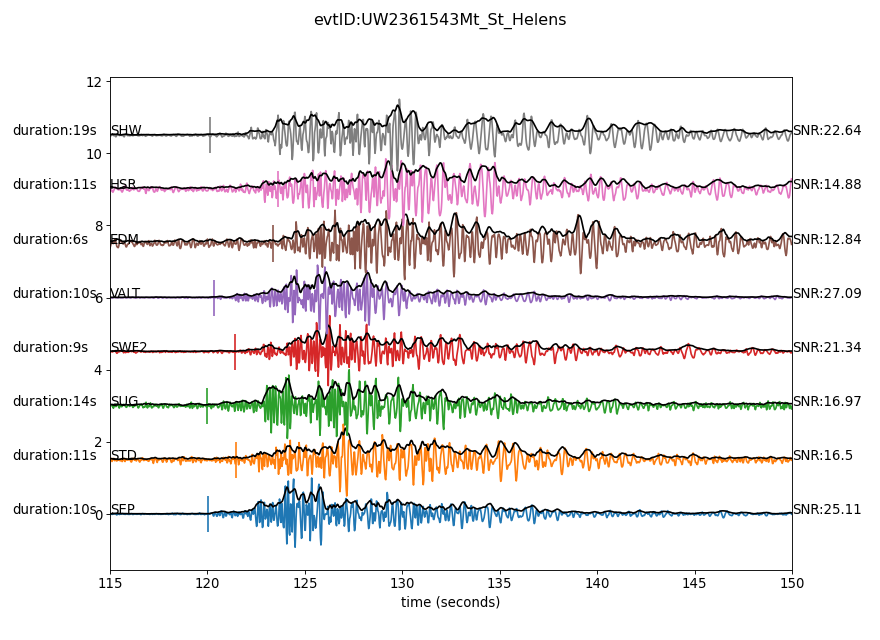 evtID:UW2361543Mt_St_Helens
12
duration:19s SHW SNR:22.64
10
duration:11s HSR SNR:14.88
8
duration:6s EDM SNR:12.84
duration:10s VALT SNR:27.09
6
duration:9s SWF2 SNR:21.34
4
duration:14s SUG SNR:16.97
2
duration:11s STD SNR:16.5
duration:10s SEP SNR:25.11
0
115 120 125 130 135 140 145 150
time (seconds)